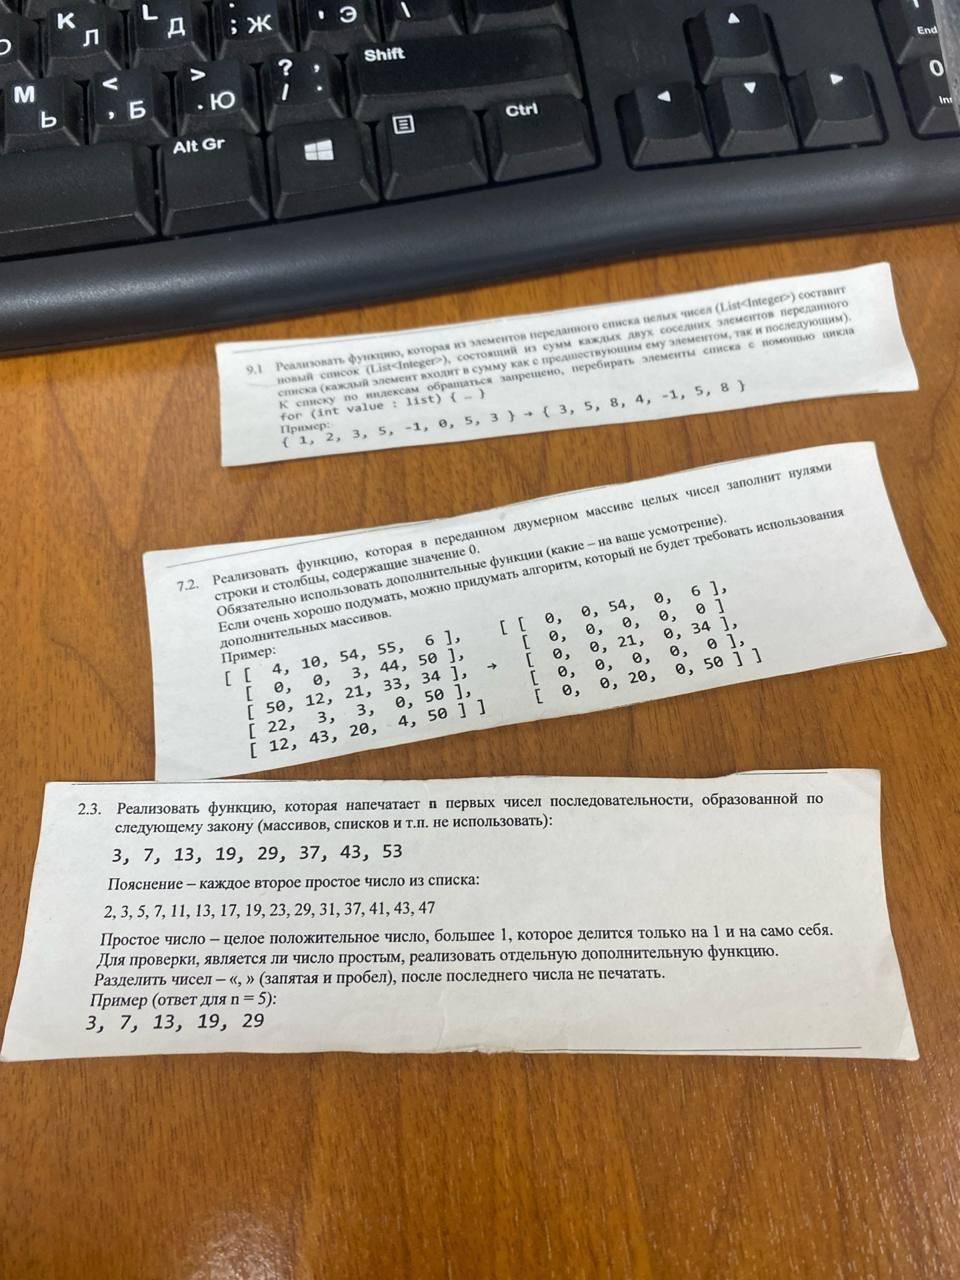 К
Л
L
Д
;
:
Ж
'
Э
\
Shift
М
Ь
<
,
Б
>
.
Ю
?
/
,
.
Alt Gr
Ctrl
End
0
In
9.1 Реализовать функцию, которая из элементов переданного списка целых чисел (List<Integer>) составит
новый список (List<Integer>), состоящий из сумм каждых двух соседних элементов переданного
списка (каждый элемент входит в сумму как с предшествующим ему элементом, так и последующим).
К списку по индексам обращаться запрещено, перебирать элементы списка с помощью цикла
for (int value : list) { … }
Пример:
{ 1, 2, 3, 5, -1, 0, 5, 3 } → { 3, 5, 8, 4, -1, 5, 8 }
7.2. Реализовать функцию, которая в переданном двумерном массиве целых чисел заполнит нулями
строки и столбцы, содержащие значение 0.
Обязательно использовать дополнительные функции (какие – на ваше усмотрение).
Если очень хорошо подумать, можно придумать алгоритм, который не будет требовать использования
дополнительных массивов.
Пример:
[ [ 4, 10, 54, 55, 6 ], [ [ 0, 0, 54, 0, 6 ],
[ 0, 0, 3, 44, 50 ], [ 0, 0, 0, 0, 0 ]
[ 50, 12, 21, 33, 34 ], → [ 0, 0, 21, 0, 34 ],
[ 22, 3, 3, 0, 50 ], [ 0, 0, 0, 0, 0 ],
[ 12, 43, 20, 4, 50 ] ] [ 0, 0, 20, 0, 50 ] ]
2.3. Реализовать функцию, которая напечатает n первых чисел последовательности, образованной по
следующему закону (массивов, списков и т.п. не использовать):
3, 7, 13, 19, 29, 37, 43, 53
Пояснение – каждое второе простое число из списка:
2, 3, 5, 7, 11, 13, 17, 19, 23, 29, 31, 37, 41, 43, 47
Простое число – целое положительное число, большее 1, которое делится только на 1 и на само себя.
Для проверки, является ли число простым, реализовать отдельную дополнительную функцию.
Разделить чисел – «, » (запятая и пробел), после последнего числа не печатать.
Пример (ответ для n = 5):
3, 7, 13, 19, 29